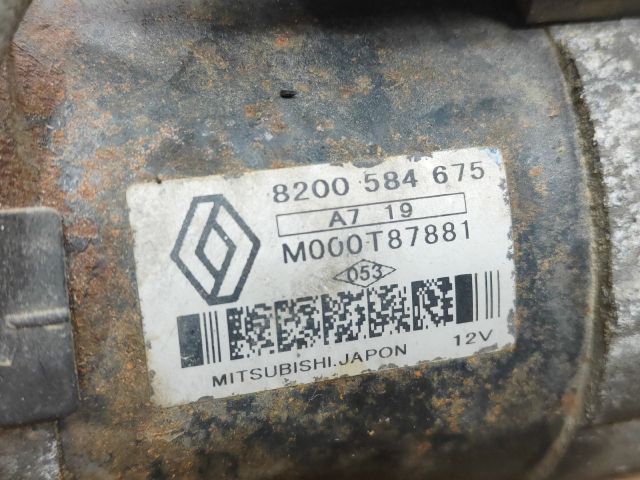 8200 584 675
A7 19
M000T87881
053
MITSUBISHI.JAPON 12V